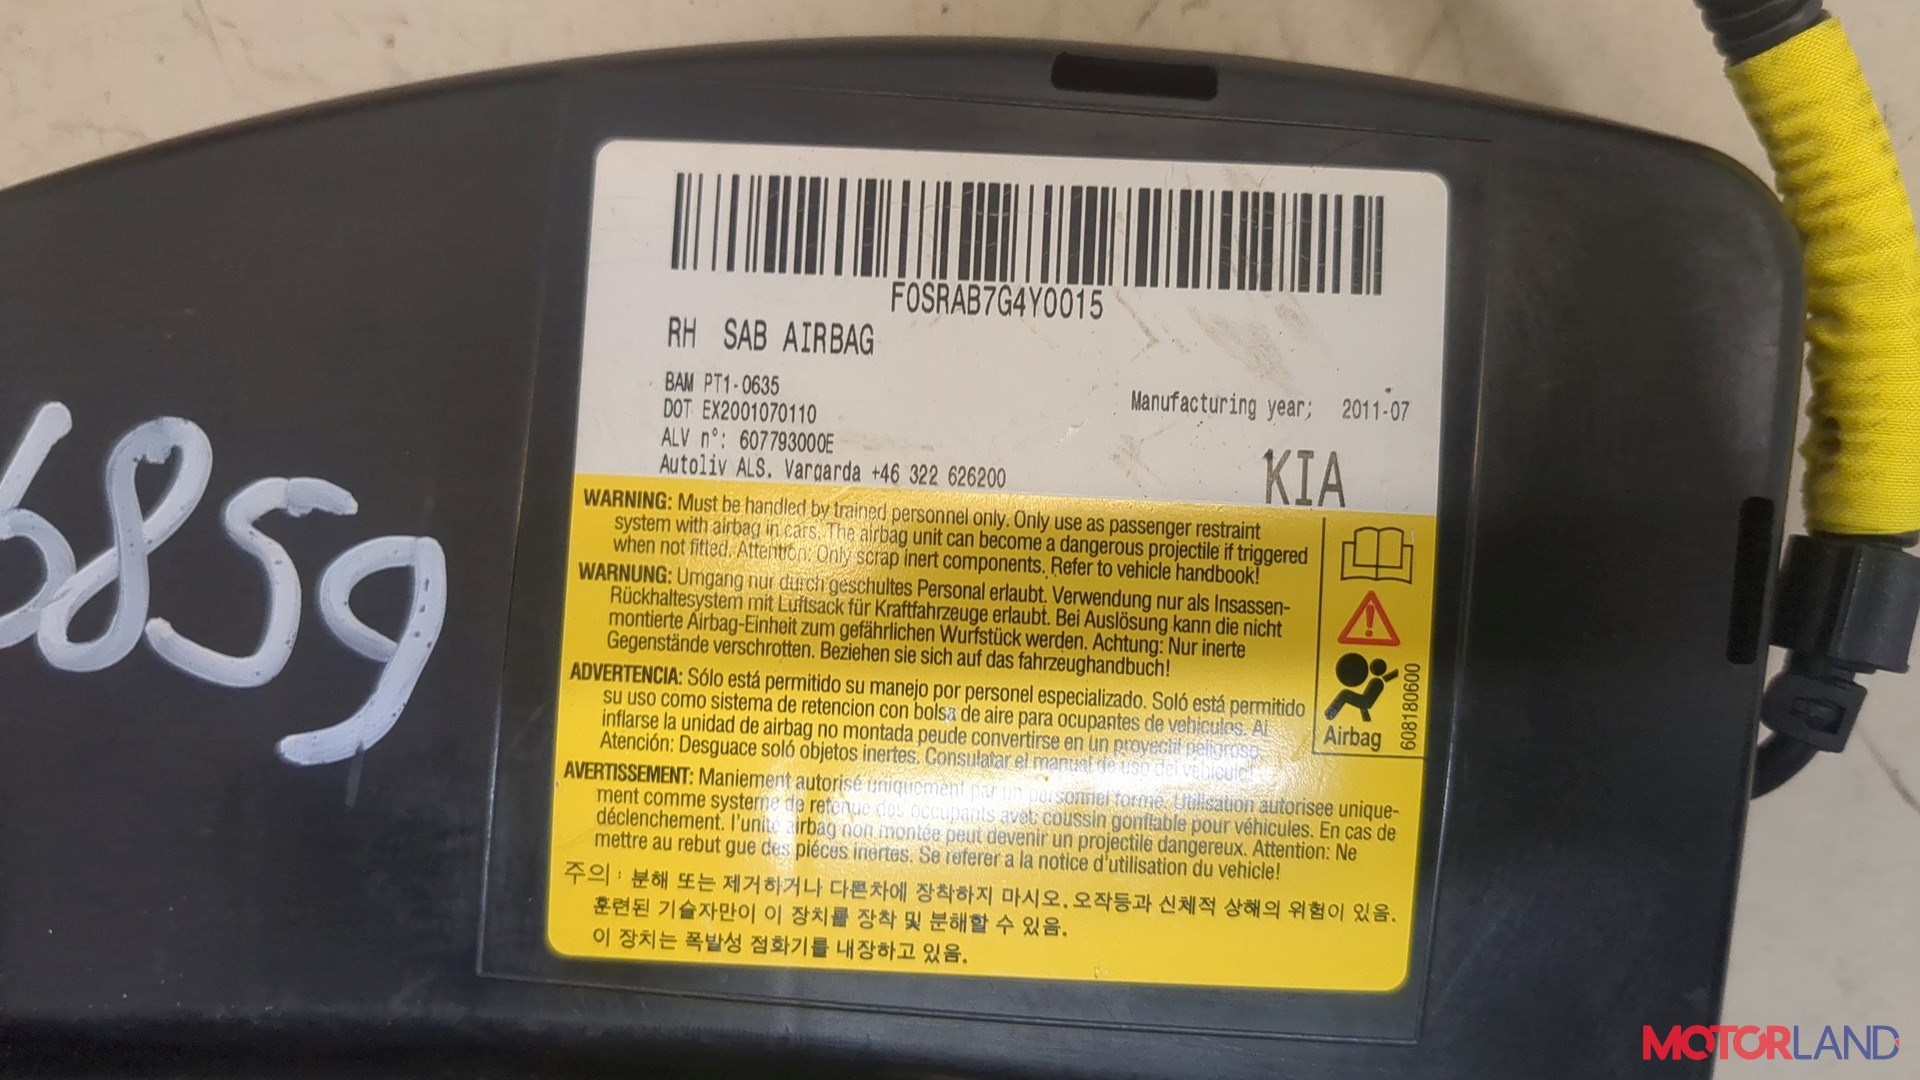 F0SRAB7G4Y0015
RH SAB AIRBAG
BAM PT1-0635
DOT EX2001070110
ALV n°: 607793000E
Autoliv ALS. Vargarda +46 322 626200
Manufacturing year; 2011-07
KIA
WARNING: Must be handled by trained personnel only. Only use as passenger restraint
system with airbag in cars. The airbag unit can become a dangerous projectile if triggered
when not fitted. Attention: Only scrap inert components. Refer to vehicle handbook!
WARNUNG: Umgang nur durch geschultes Personal erlaubt. Verwendung nur als Insassen-
Rückhaltesystem mit Luftsack für Kraftfahrzeuge erlaubt. Bei Auslösung kann die nicht
montierte Airbag-Einheit zum gefährlichen Wurfstück werden. Achtung: Nur inerte
Gegenstände verschrotten. Beziehen sie sich auf das fahrzeughandbuch!
ADVERTENCIA: Sólo está permitido su manejo por personel especializado. Soló está permitido
su uso como sistema de retencion con bolsa de aire para ocupantes de vehiculos. Al
inflarse la unidad de airbag no montada peude convertirse en un proyectil peligroso.
Atención: Desguace soló objetos inertes. Consulatar el manual de uso del vehiculo!
AVERTISSEMENT: Maniement autorisé uniquement par un personnel formé. Utilisation autorisee unique-
ment comme systeme de retenue des occupants avec coussin gonflable pour véhicules. En cas de
déclenchement. l'unité airbag non montée peut devenir un projectile dangereux. Attention: Ne
mettre au rebut gue des piéces inertes. Se referer a la notice d'utilisation du vehicle!
주의 : 분해 또는 제거하거나 다른차에 장착하지 마시오. 오작동과 신체적 상해의 위험이 있음.
훈련된 기술자만이 이 장치를 장착 및 분해할 수 있음.
이 장치는 폭발성 점화기를 내장하고 있음.
Airbag
608180600
6859
MOTORLAND